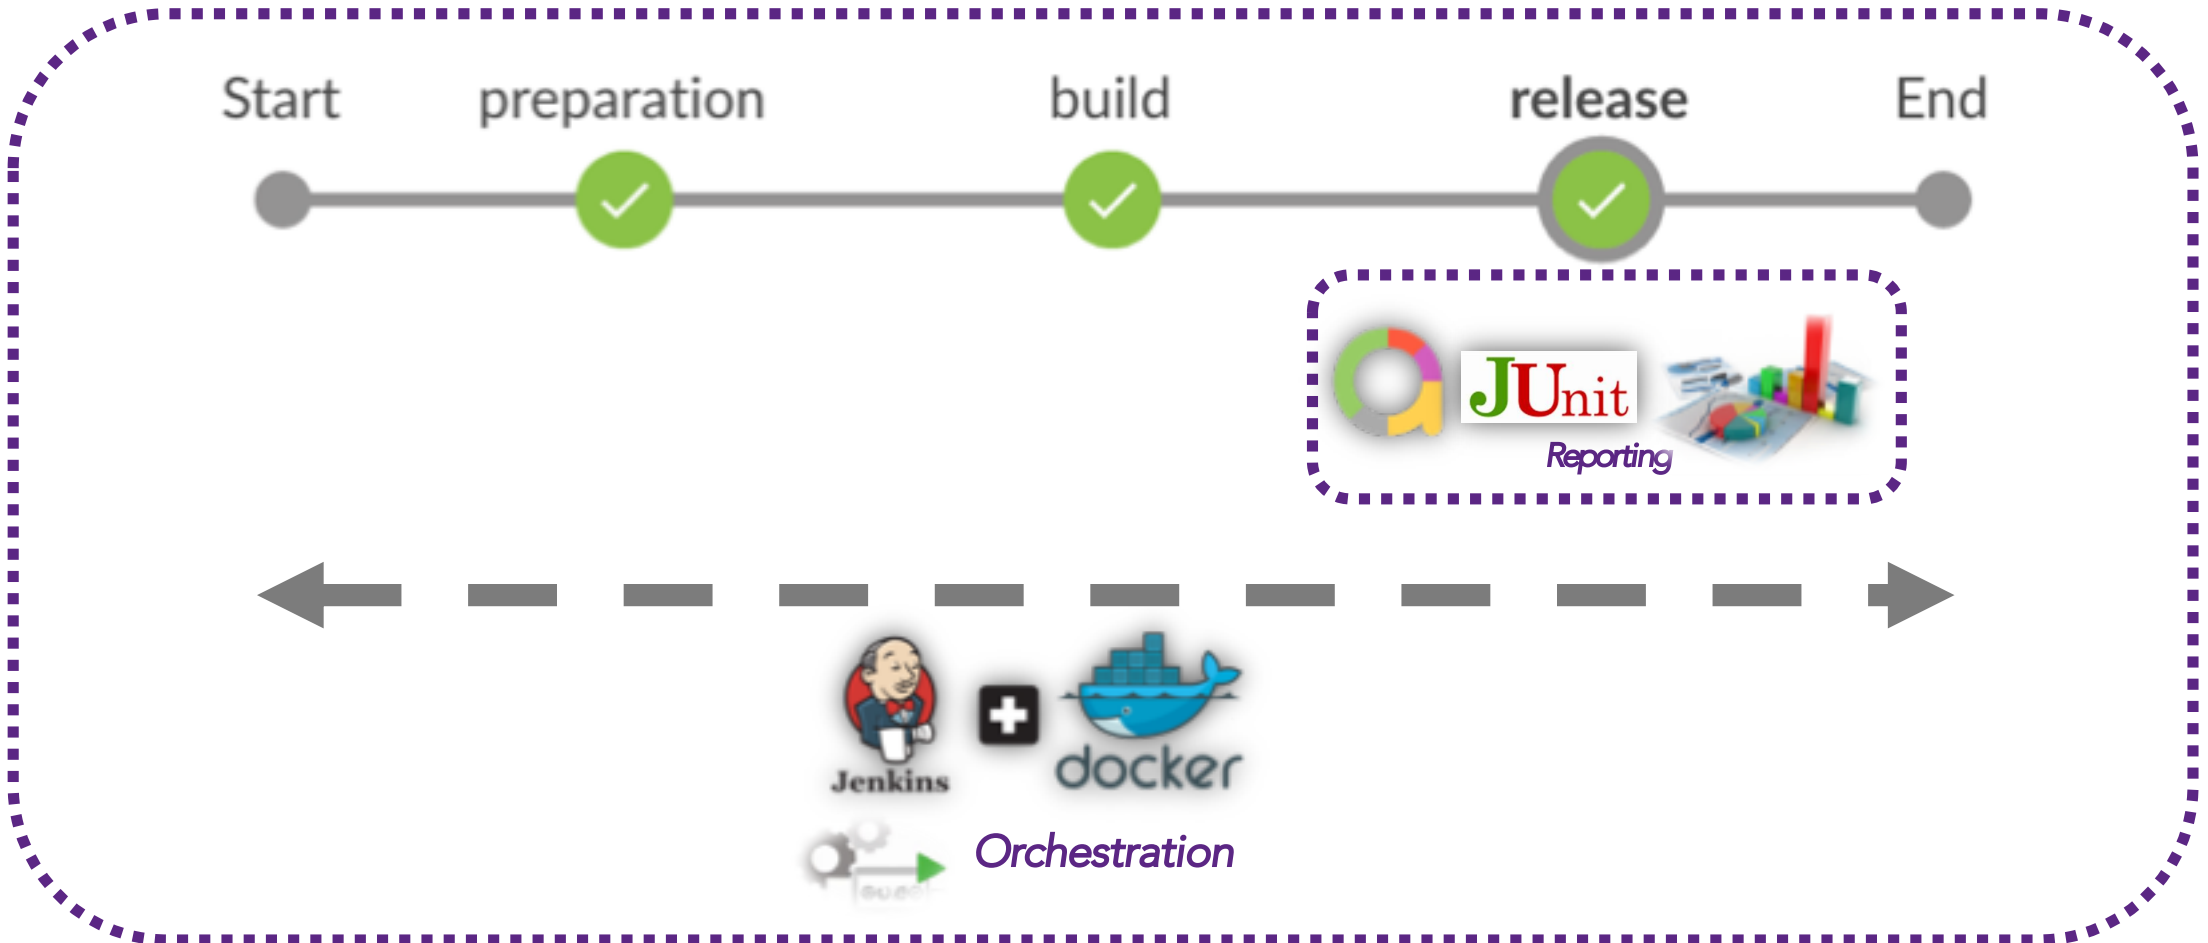 Start preparation build release End
JUnit
Reporting
Jenkins
docker
Orchestration